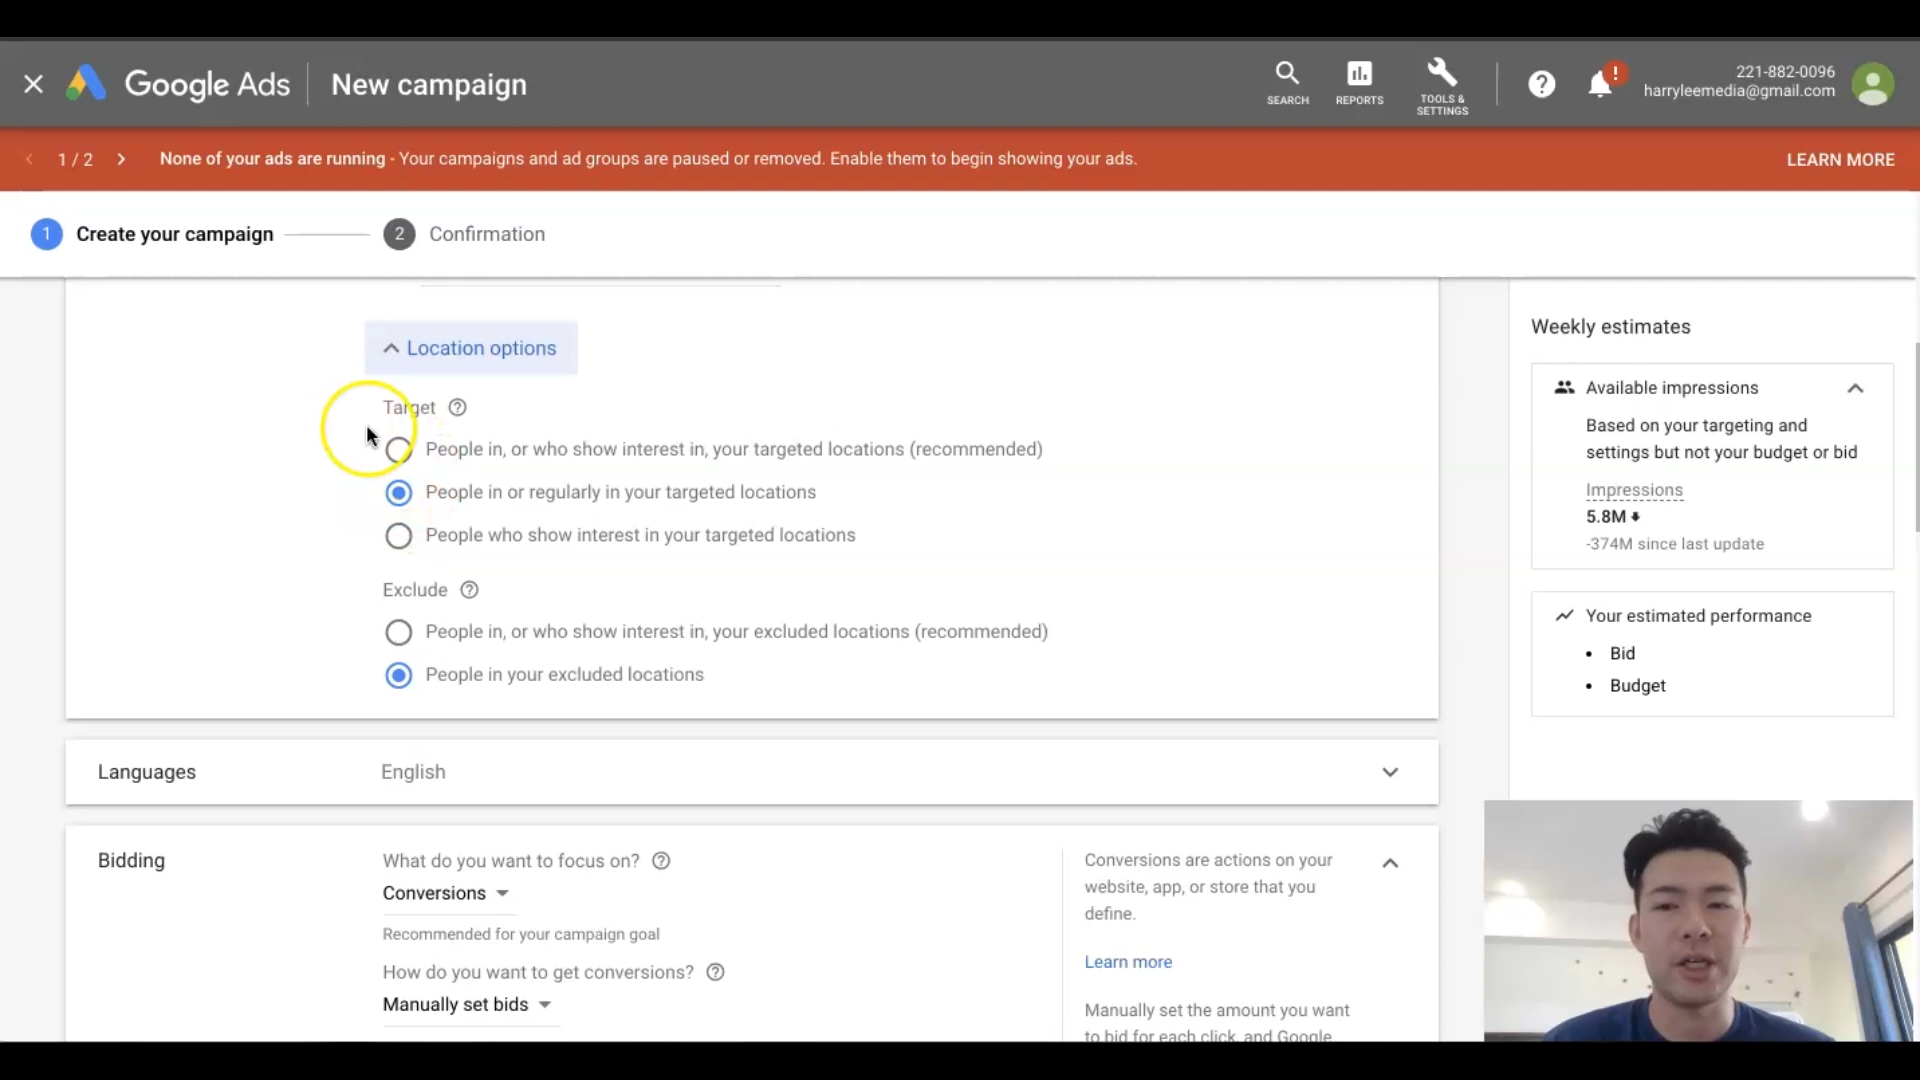 Google Ads
New campaign
SEARCH
REPORTS
TOOLS &
SETTINGS
!
221-882-0096
harryleemedia@gmail.com
1 / 2
None of your ads are running - Your campaigns and ad groups are paused or removed. Enable them to begin showing your ads.
LEARN MORE
1
Create your campaign
2
Confirmation
Location options
Target
People in, or who show interest in, your targeted locations (recommended)
People in or regularly in your targeted locations
People who show interest in your targeted locations
Exclude
People in, or who show interest in, your excluded locations (recommended)
People in your excluded locations
Languages
English
Bidding
What do you want to focus on?
Conversions
Recommended for your campaign goal
How do you want to get conversions?
Manually set bids
Conversions are actions on your
website, app, or store that you
define.
Learn more
Manually set the amount you want
to bid for each click, and Google
Weekly estimates
Available impressions
Based on your targeting and
settings but not your budget or bid
Impressions
5.8M
-374M since last update
Your estimated performance
• Bid
• Budget